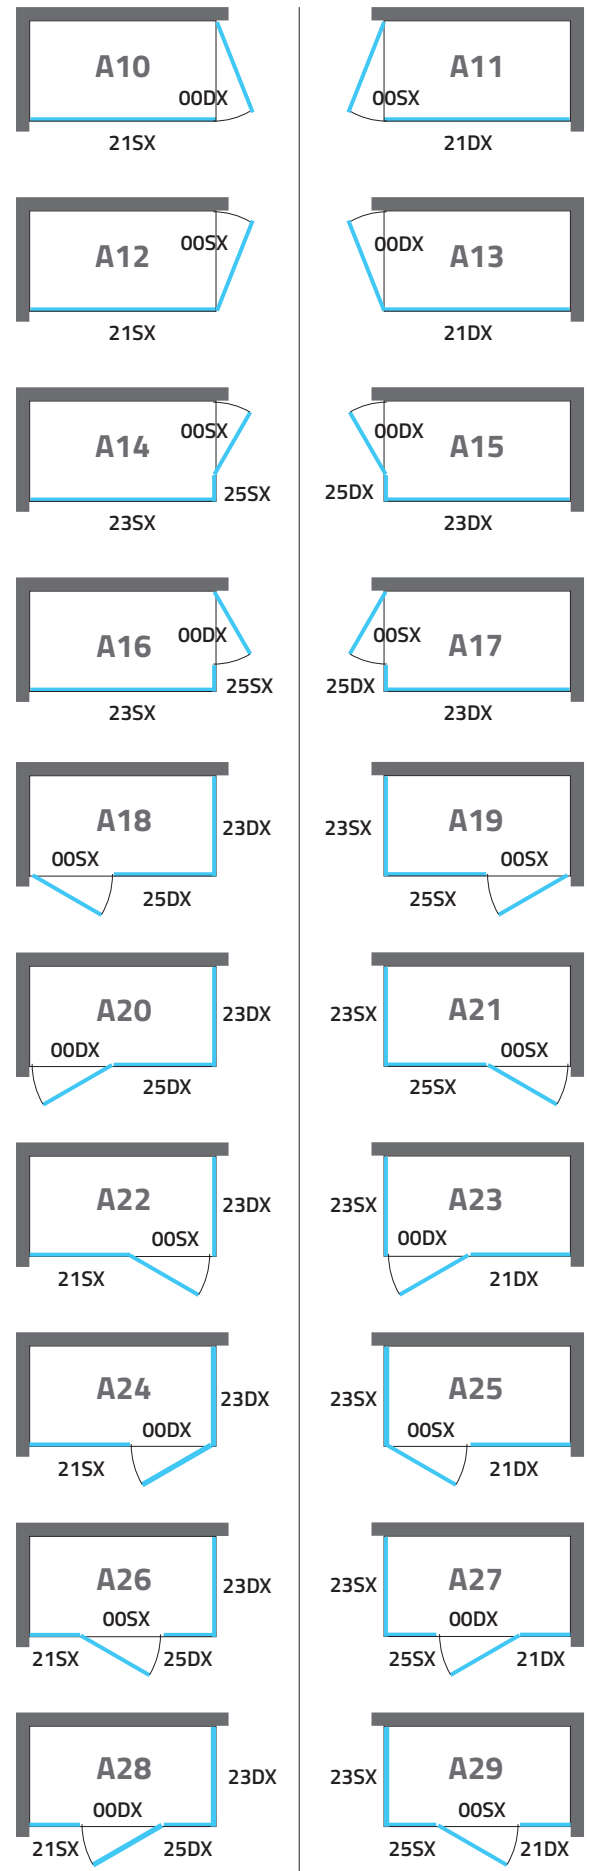 A10
00DX
21SX
A11
00SX
21DX
A12
00SX
21SX
A13
00DX
21DX
A14
00SX
25SX
23SX
A15
00DX
25DX
23DX
A16
00DX
25SX
23SX
A17
00SX
25DX
23DX
A18
23DX
00SX
25DX
A19
23SX
00SX
25SX
A20
23DX
00DX
25DX
A21
23SX
00SX
25SX
A22
23DX
00SX
21SX
A23
23SX
00DX
21DX
A24
23DX
00DX
21SX
A25
23SX
00SX
21DX
A26
23DX
00SX
21SX 25DX
A27
23SX
00DX
25SX 21DX
A28
23DX
00DX
21SX 25DX
A29
23SX
00SX
25SX 21DX